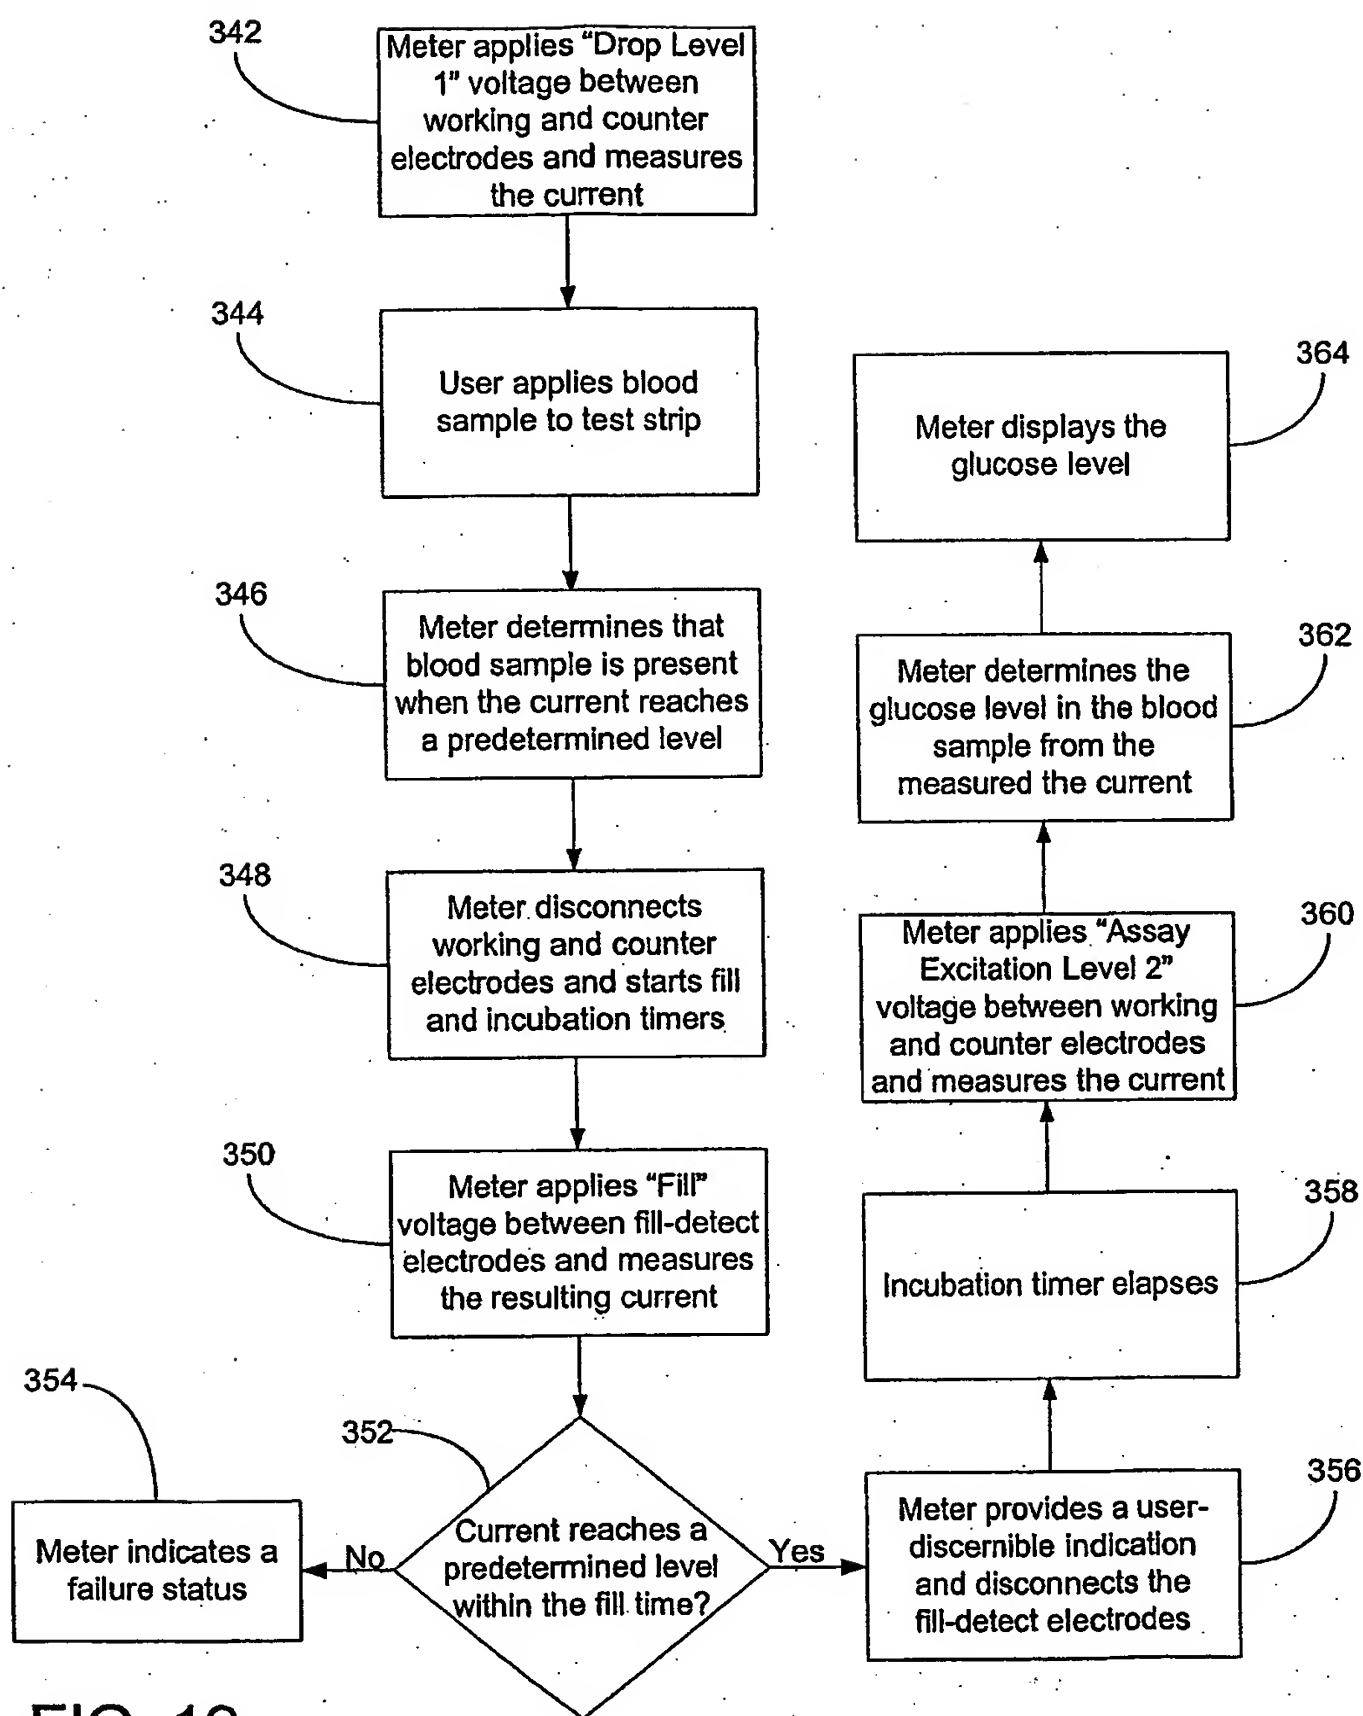 342
Meter applies “Drop Level
1” voltage between
working and counter
electrodes and measures
the current
344
User applies blood
sample to test strip
346
Meter determines that
blood sample is present
when the current reaches
a predetermined level
348
Meter disconnects
working and counter
electrodes and starts fill
and incubation timers
350
Meter applies “Fill”
voltage between fill-detect
electrodes and measures
the resulting current
352
Current reaches a
predetermined level
within the fill time?
No
Yes
354
Meter indicates a
failure status
356
Meter provides a user-
discernible indication
and disconnects the
fill-detect electrodes
358
Incubation timer elapses
360
Meter applies “Assay
Excitation Level 2”
voltage between working
and counter electrodes
and measures the current
362
Meter determines the
glucose level in the blood
sample from the
measured the current
364
Meter displays the
glucose level
FIG.